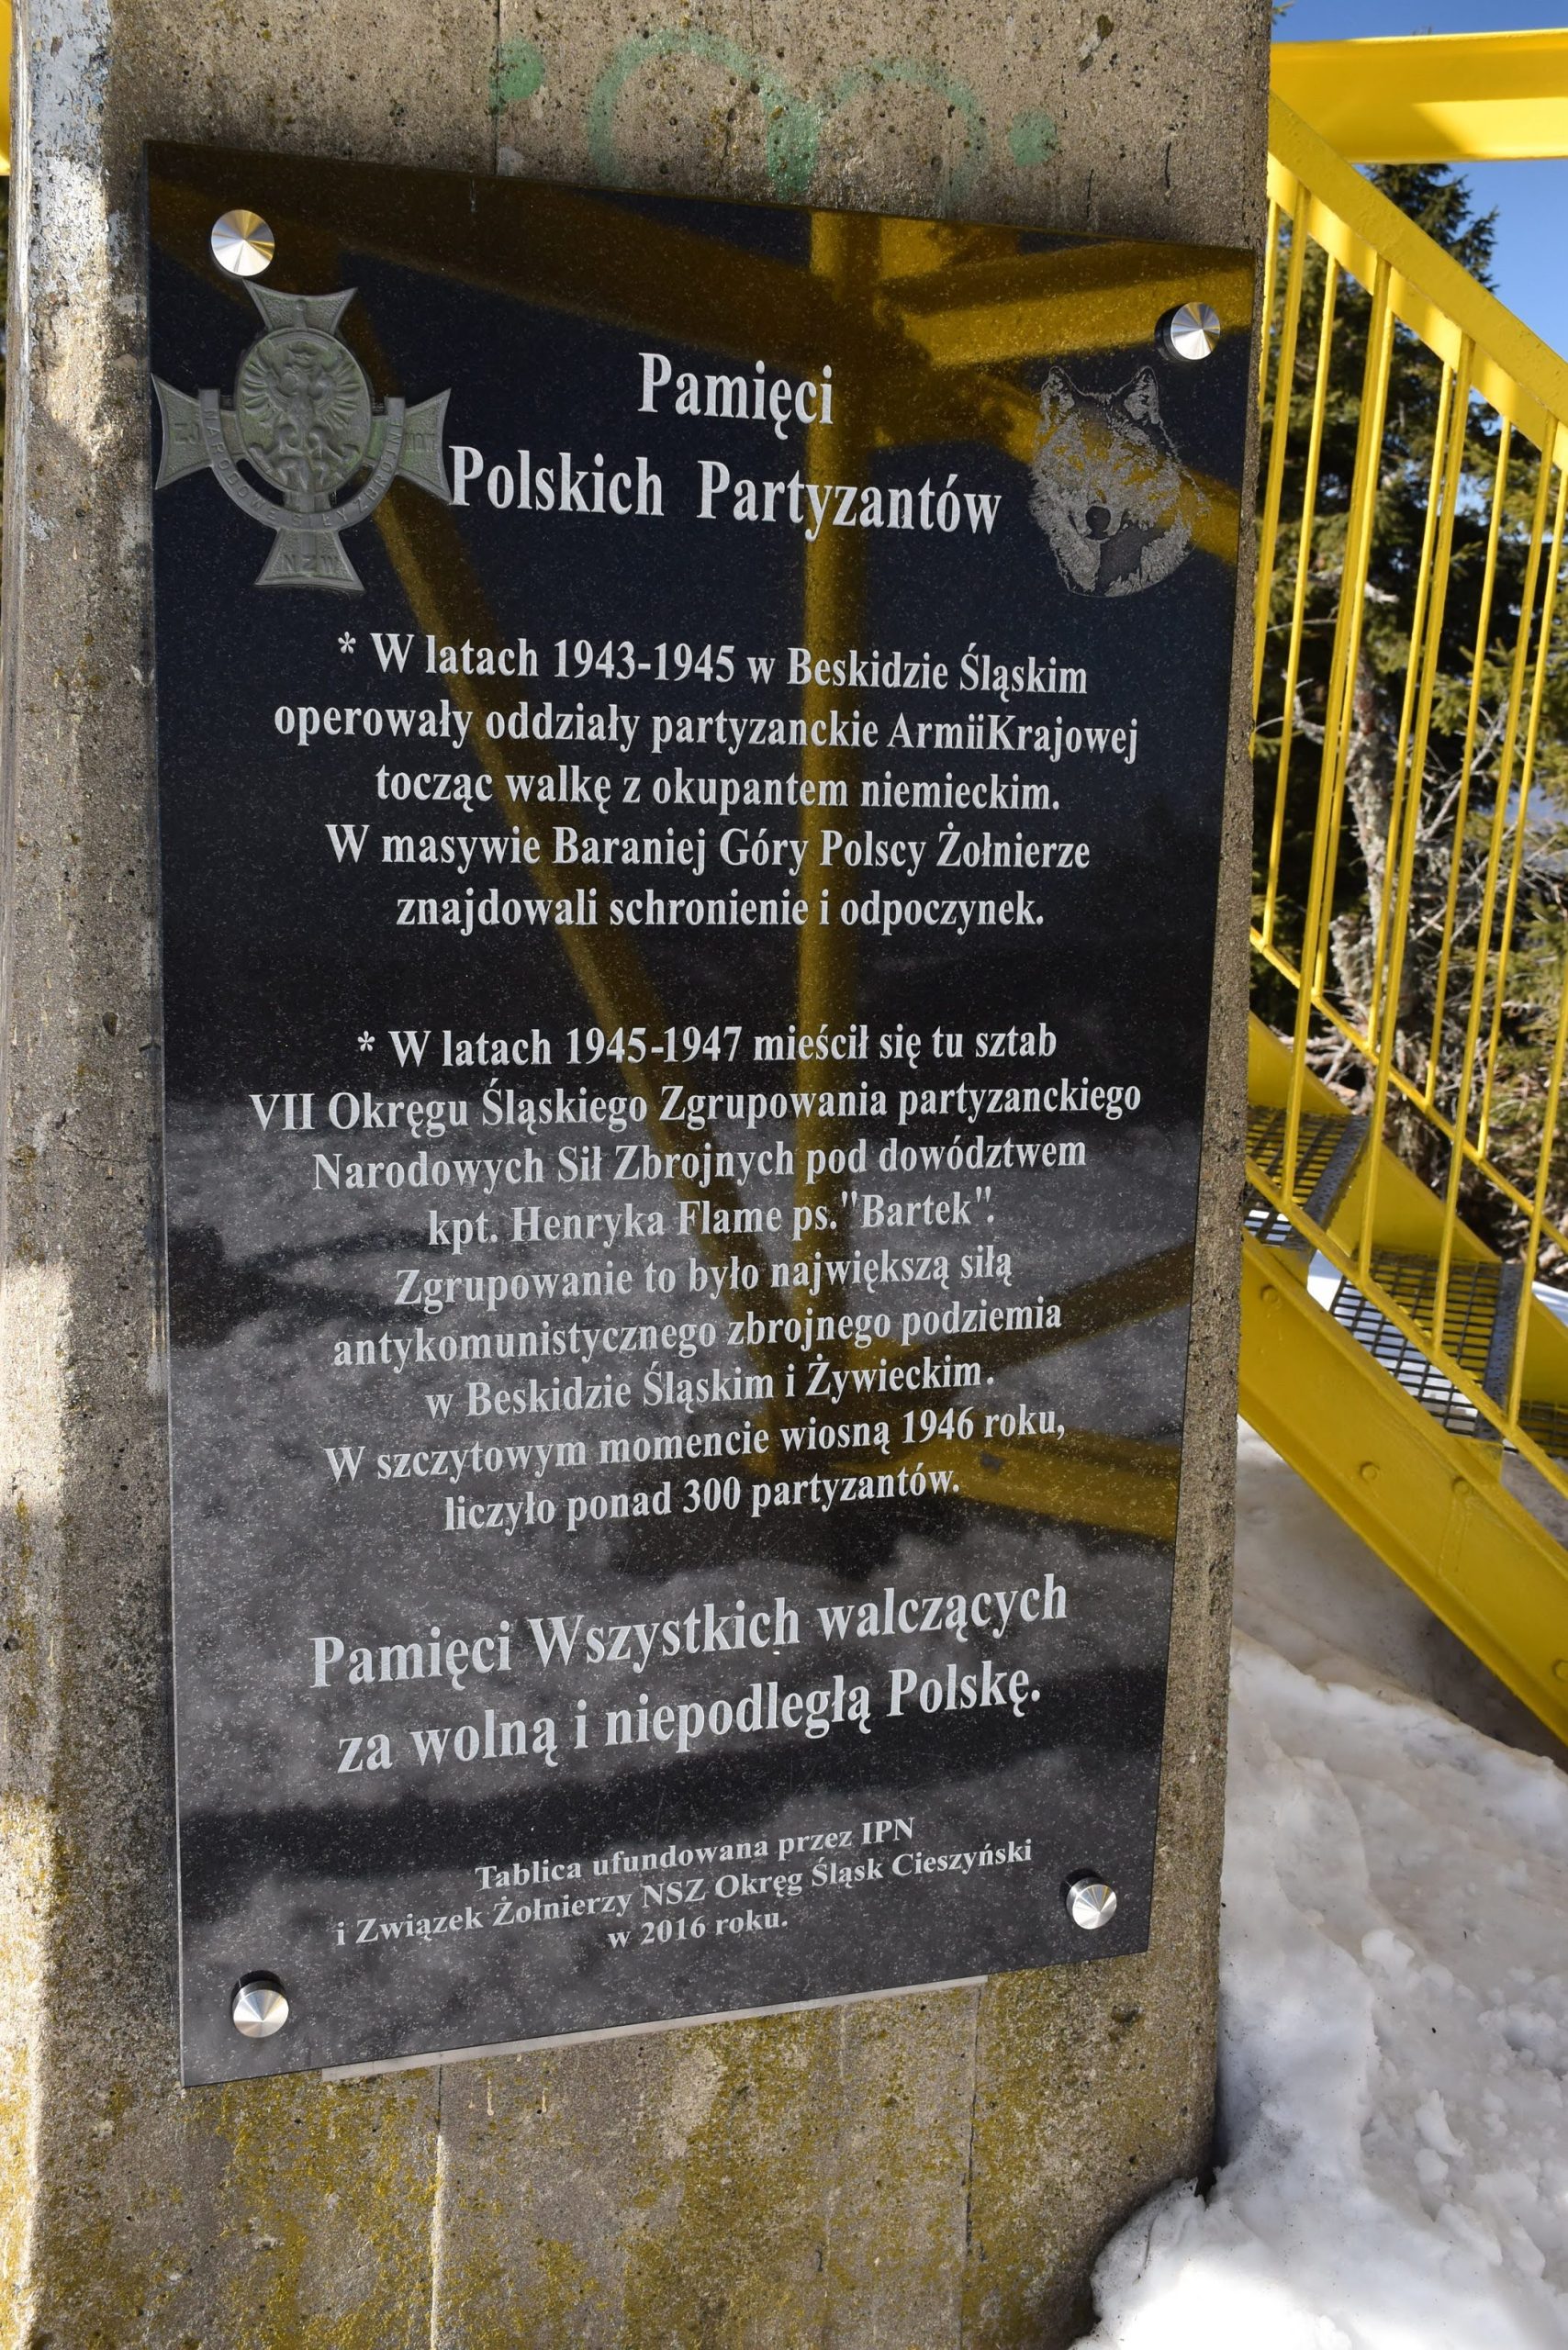 Pamięci
Polskich Partyzantów
NARODOWE SIŁY ZBROJNE
NZW
* W latach 1943-1945 w Beskidzie Śląskim
operowały oddziały partyzanckie ArmiiKrajowej
tocząc walkę z okupantem niemieckim.
W masywie Baraniej Góry Polscy Żołnierze
znajdowali schronienie i odpoczynek.
* W latach 1945-1947 mieścił się tu sztab
VII Okręgu Śląskiego Zgrupowania partyzanckiego
Narodowych Sił Zbrojnych pod dowództwem
kpt. Henryka Flame ps."Bartek".
Zgrupowanie to było największą siłą
antykomunistycznego zbrojnego podziemia
w Beskidzie Śląskim i Żywieckim.
W szczytowym momencie wiosną 1946 roku,
liczyło ponad 300 partyzantów.
Pamięci Wszystkich walczących
za wolną i niepodległą Polskę.
Tablica ufundowana przez IPN
i Związek Żołnierzy NSZ Okręg Śląsk Cieszyński
w 2016 roku.